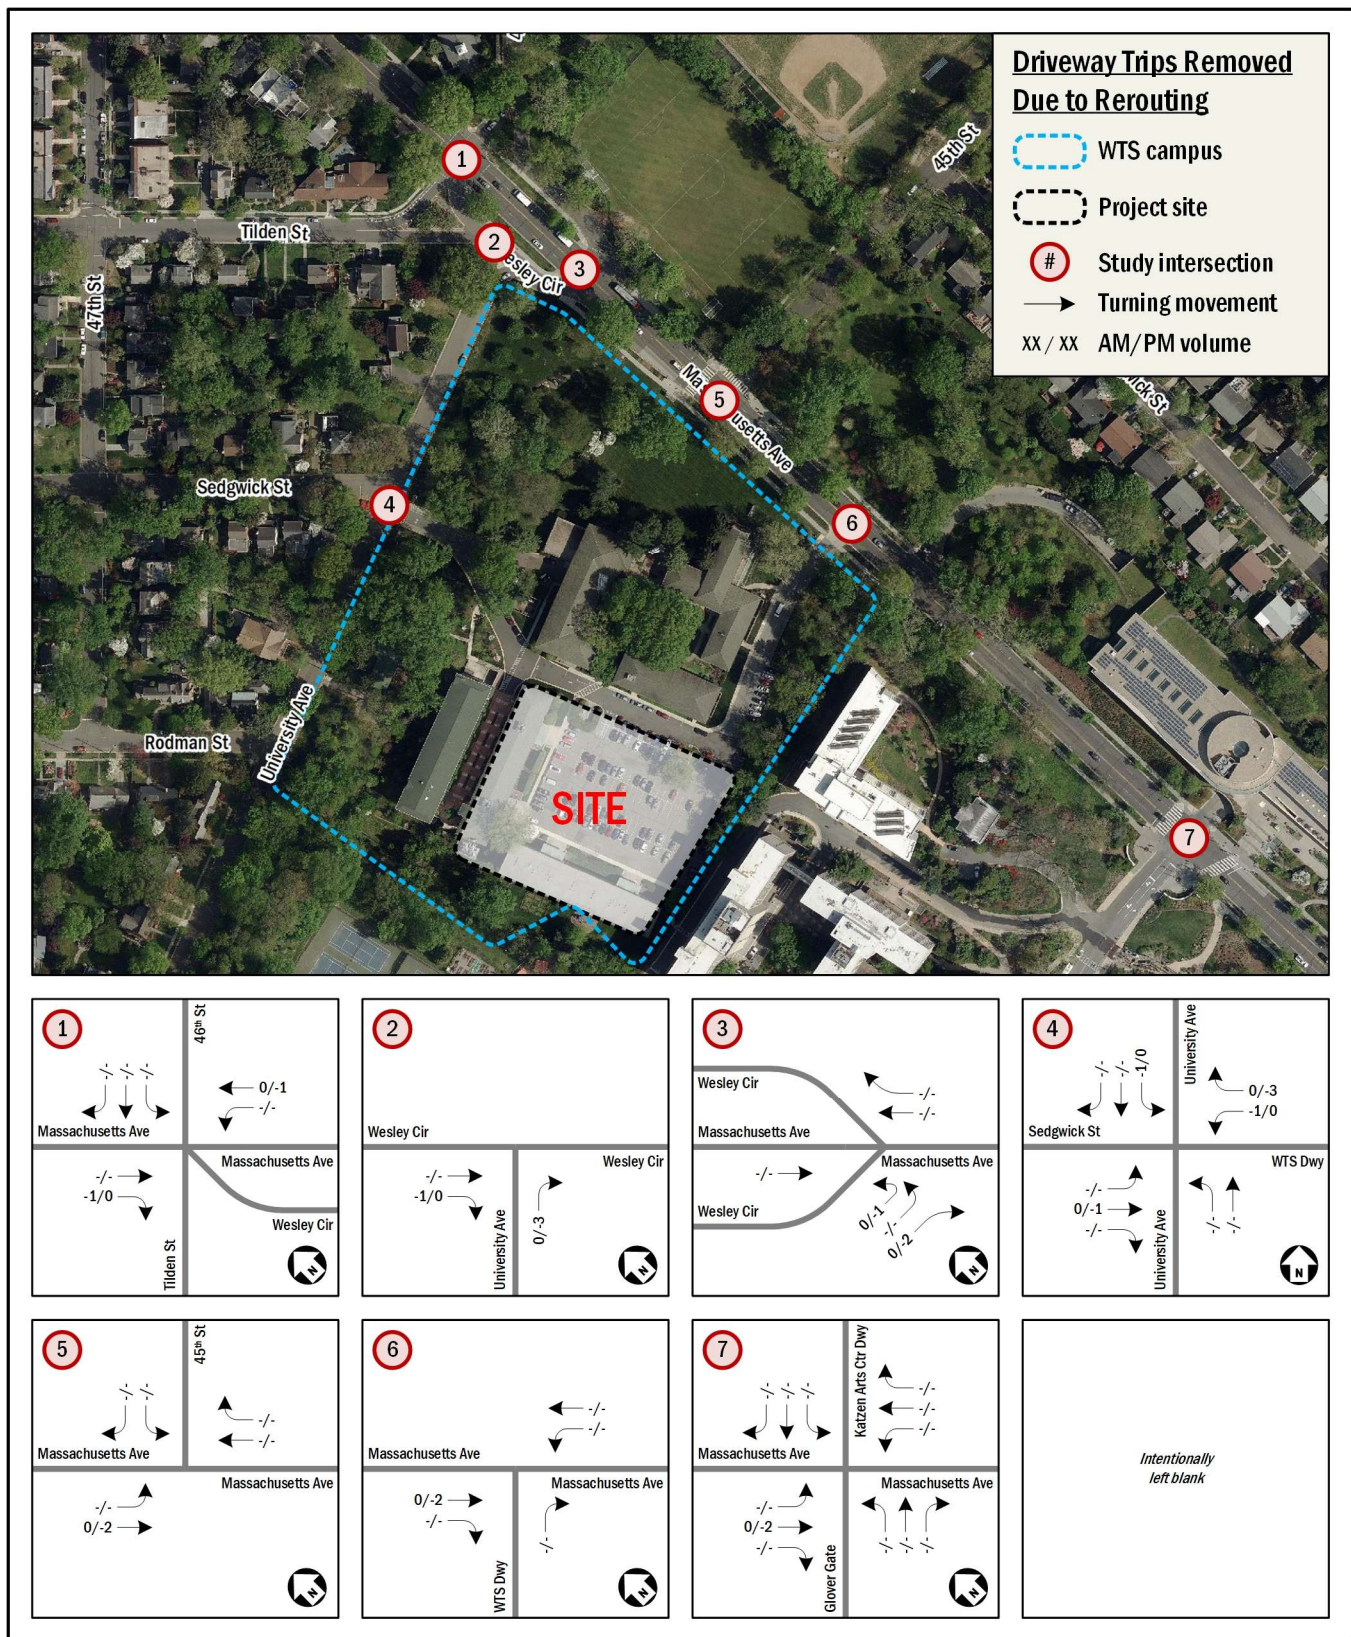 Driveway Trips Removed
Due to Rerouting
WTS campus
Project site
# Study intersection
Turning movement
XX / XX AM/PM volume
45th St
1
Tilden St
2
Wesley Cir
3
47th St
Massachusetts Ave
5
Sedgwick St
4
6
University Ave
Rodman St
SITE
7
1
46th St
-/- -/- -/-
0/-1
-/-
Massachusetts Ave
Massachusetts Ave
-/-
-1/0
Wesley Cir
Tilden St
N
2
Wesley Cir
Wesley Cir
-/-
-1/0
University Ave
0/-3
N
3
Wesley Cir
-/-
-/-
Massachusetts Ave
Massachusetts Ave
-/-
Wesley Cir
0/-1
-/-
0/-2
N
4
University Ave
-/- -/- -1/0
0/-3
-1/0
Sedgwick St
WTS Dwy
-/-
0/-1
-/-
University Ave
-/- -/-
N
5
45th St
-/- -/-
-/-
-/-
Massachusetts Ave
Massachusetts Ave
-/-
0/-2
N
6
-/-
-/-
Massachusetts Ave
Massachusetts Ave
0/-2
-/-
WTS Dwy
-/-
N
7
Katzen Arts Ctr Dwy
-/- -/- -/-
-/-
-/-
-/-
Massachusetts Ave
Massachusetts Ave
-/-
0/-2
-/-
Glover Gate
-/- -/- -/-
N
Intentionally
left blank